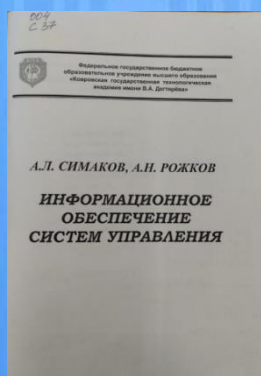 004
С 37
Федеральное государственное бюджетное
образовательное учреждение высшего образования
«Ковровская государственная технологическая
академия имени В.А. Дегтярёва»
А.Л. СИМАКОВ, А.Н. РОЖКОВ
ИНФОРМАЦИОННОЕ
ОБЕСПЕЧЕНИЕ
СИСТЕМ УПРАВЛЕНИЯ